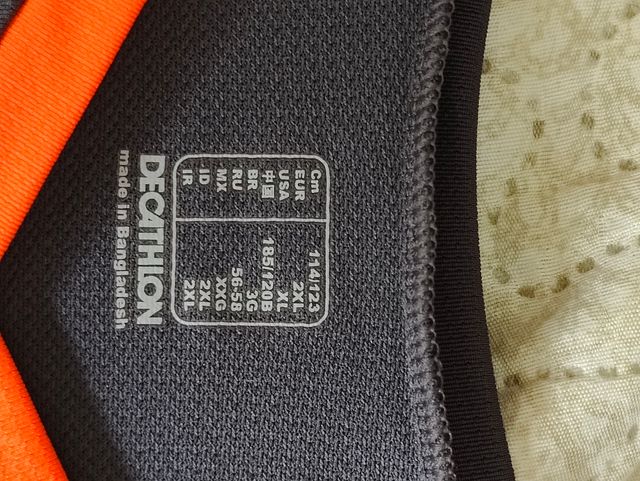 Cm 114/123
EUR 2XL
USA XL
中国 185/120B
BR 3G
RU 56-58
MX XXG
ID 2XL
IR 2XL
DECATHLON
made in Bangladesh